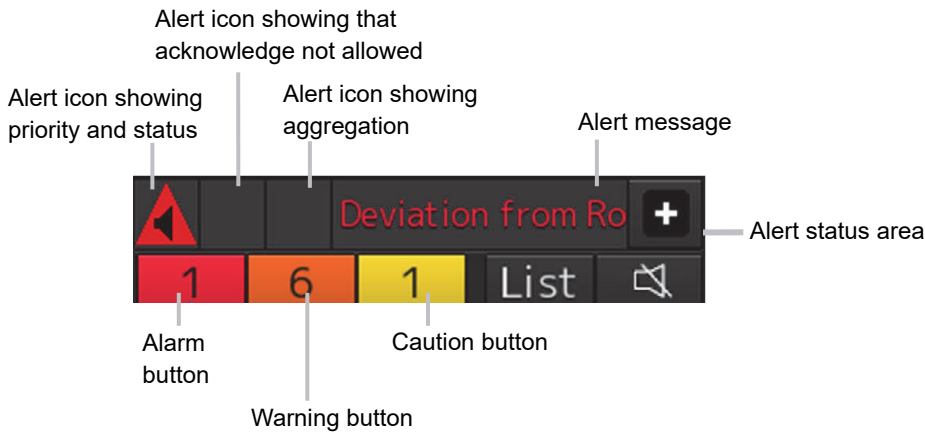 Alert icon showing that
acknowledge not allowed
Alert icon showing
priority and status
Alert icon showing
aggregation
Alert message
Deviation from Ro
+
Alert status area
1 6 1 List
Alarm
button
Caution button
Warning button